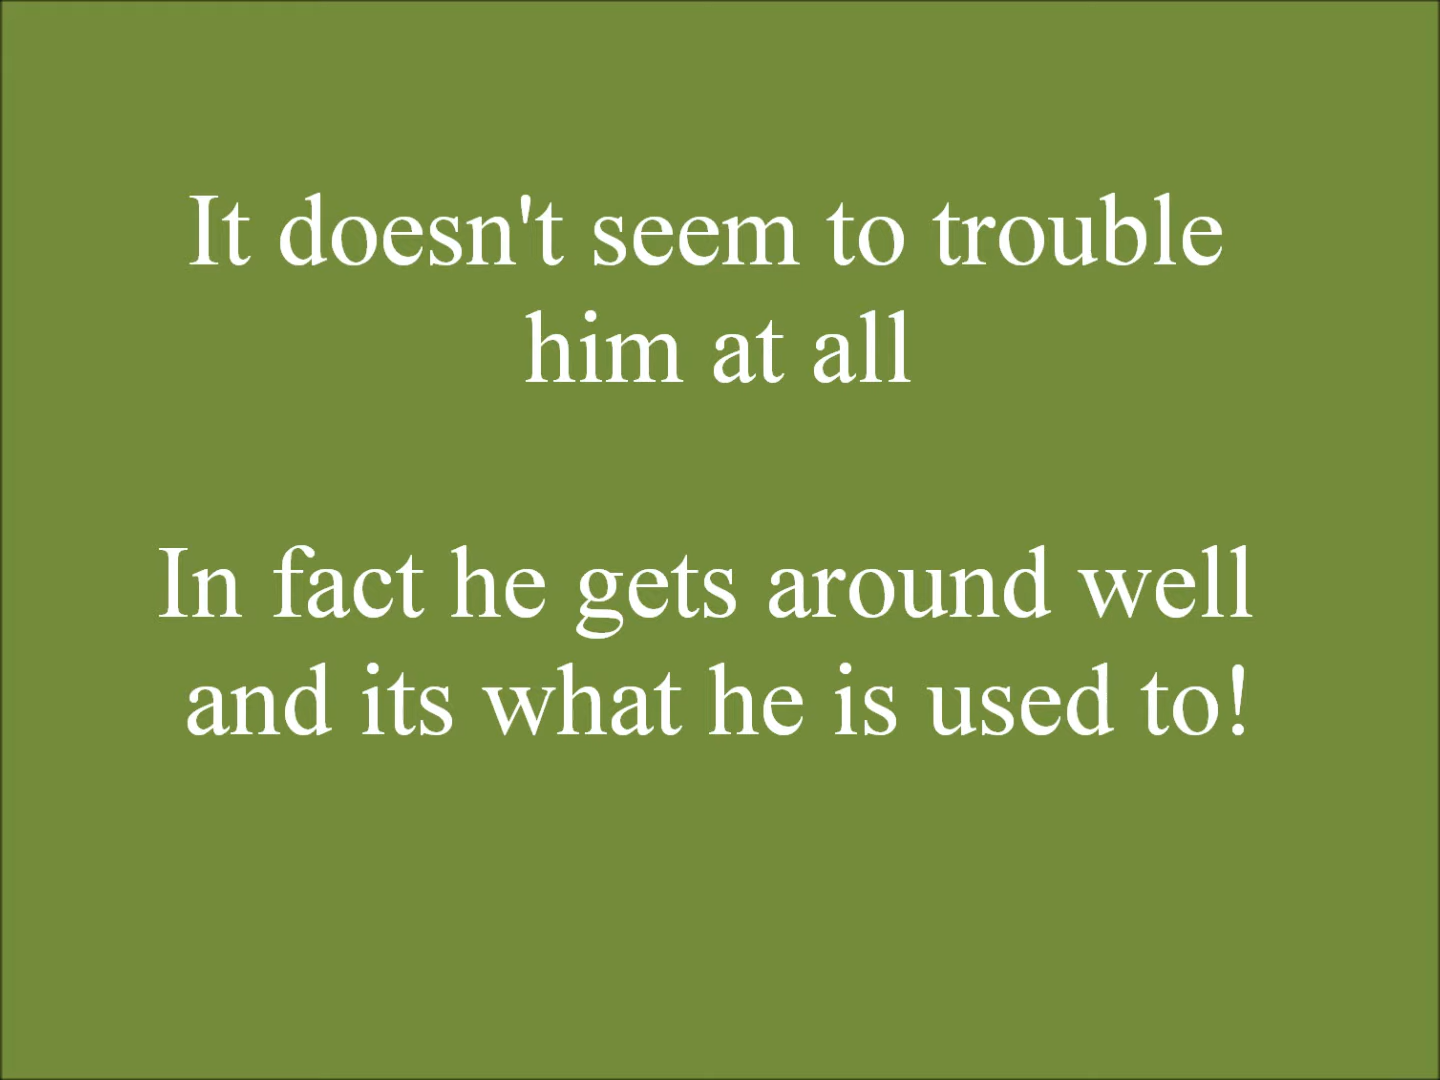 It doesn't seem to trouble
him at all
In fact he gets around well
and its what he is used to!